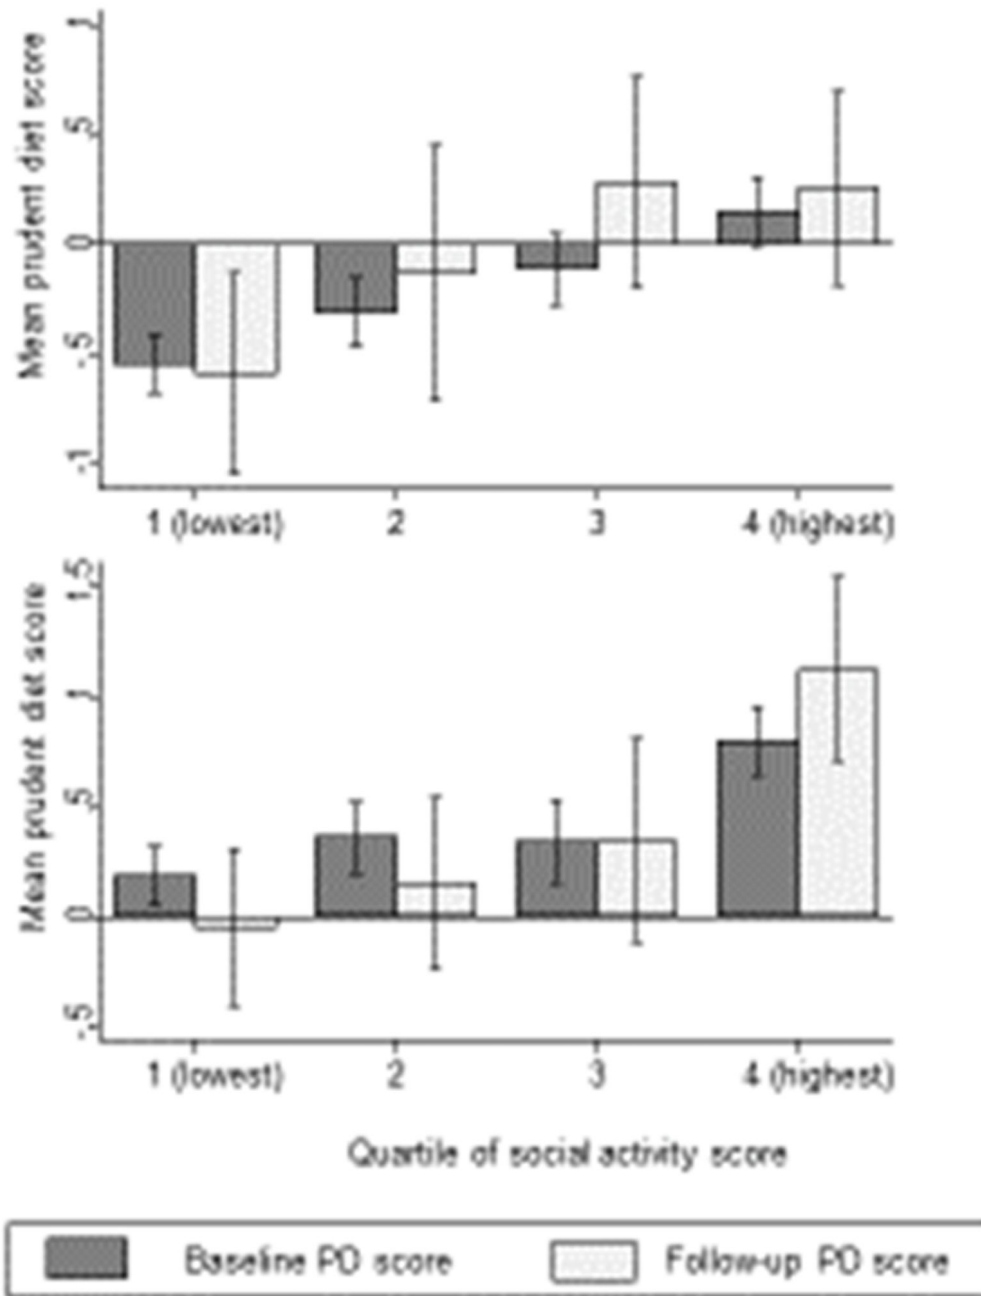 Mean prudent diet score
1
.5
0
-.5
-1
1 (lowest) 2 3 4 (highest)
Mean prudent diet score
1.5
1
.5
0
-.5
1 (lowest) 2 3 4 (highest)
Quartile of social activity score
Baseline PD score Follow-up PD score